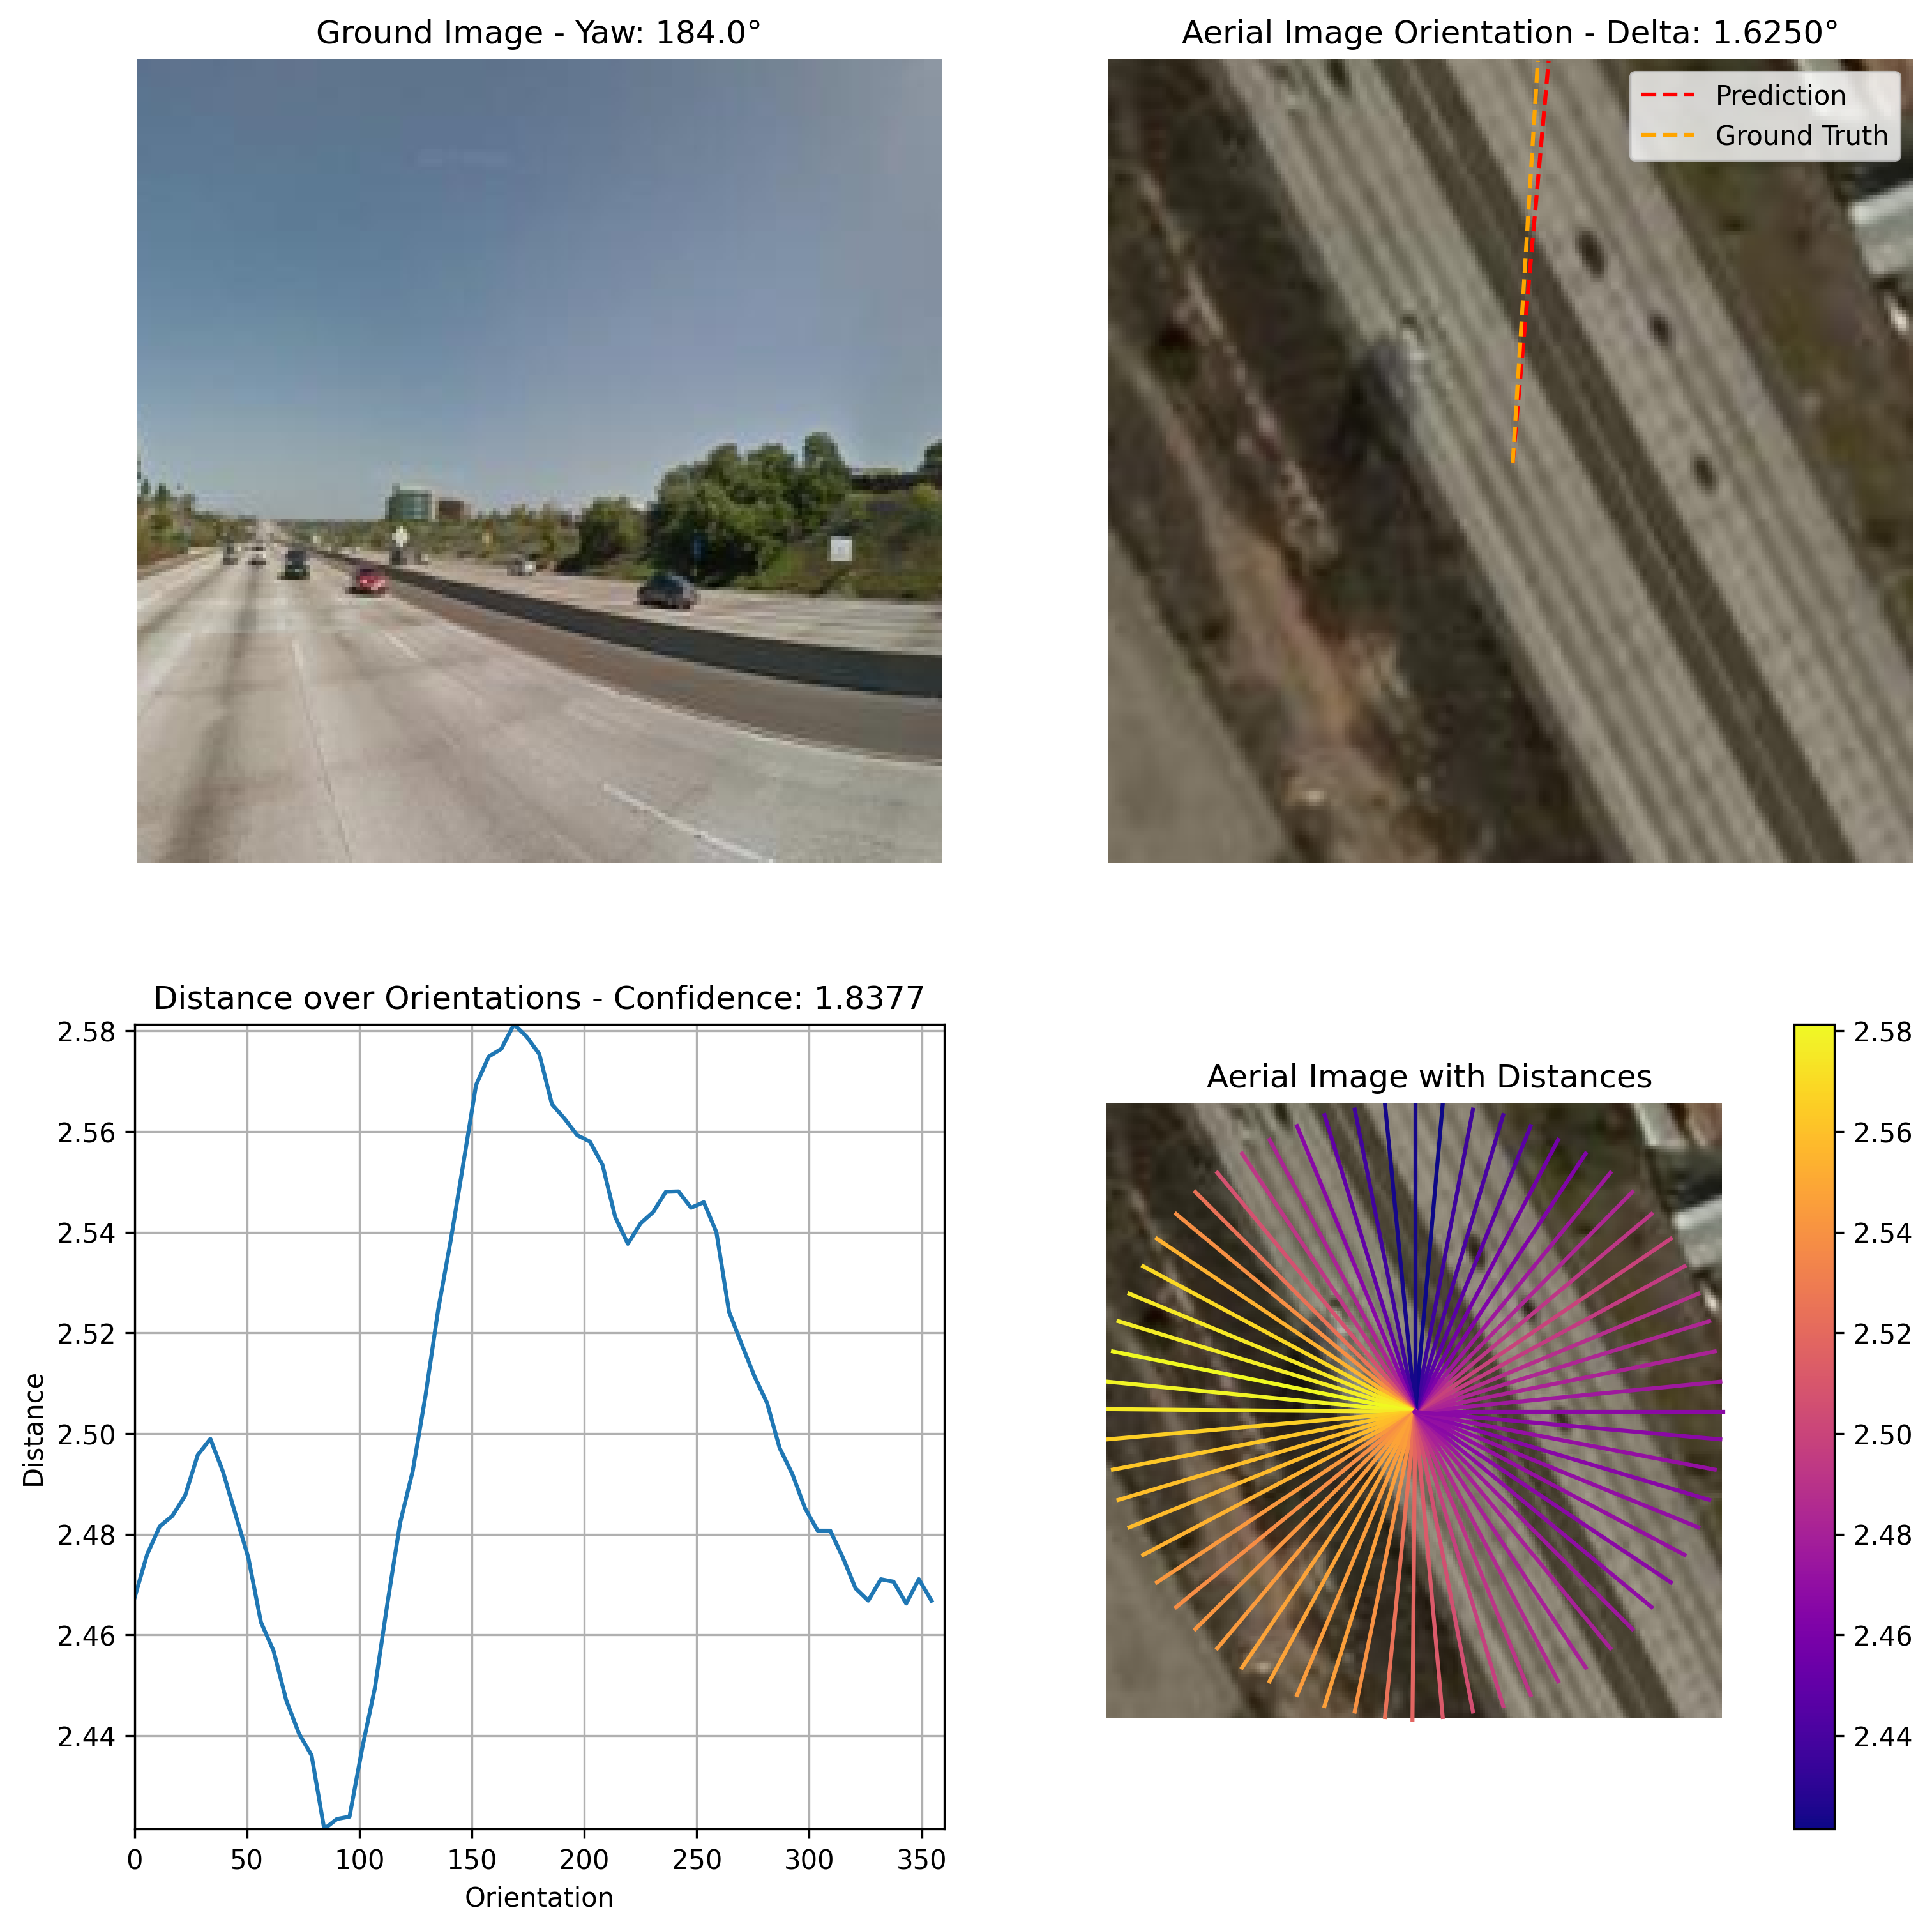 Ground Image - Yaw: 184.0°
Aerial Image Orientation - Delta: 1.6250°
Prediction
Ground Truth
Distance over Orientations - Confidence: 1.8377
2.58
2.56
2.54
2.52
2.50
2.48
2.46
2.44
Distance
0 50 100 150 200 250 300 350
Orientation
Aerial Image with Distances
2.58
2.56
2.54
2.52
2.50
2.48
2.46
2.44